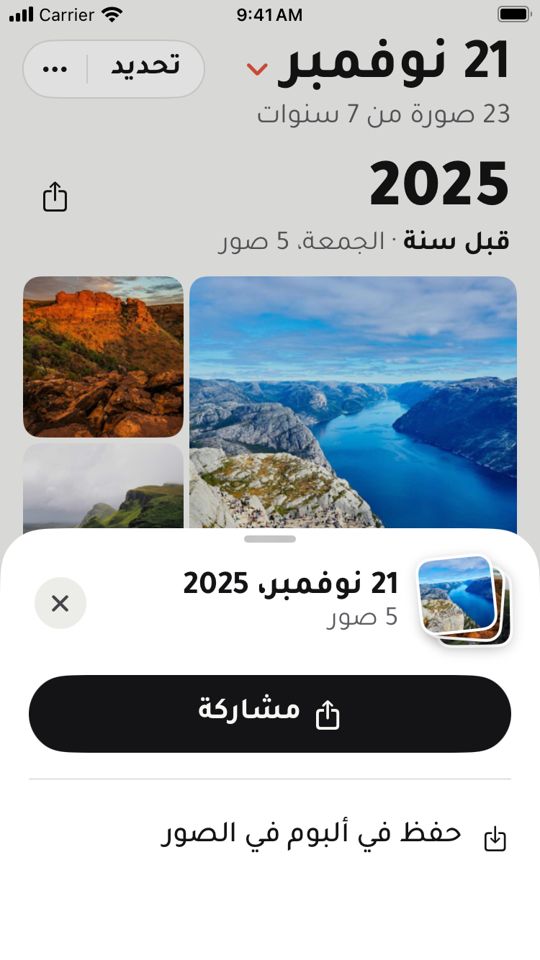 Carrier 9:41 AM
21 نوفمبر
تحديد
23 صورة من 7 سنوات
2025
قبل سنة · الجمعة، 5 صور
21 نوفمبر، 2025
5 صور
مشاركة
حفظ في ألبوم في الصور